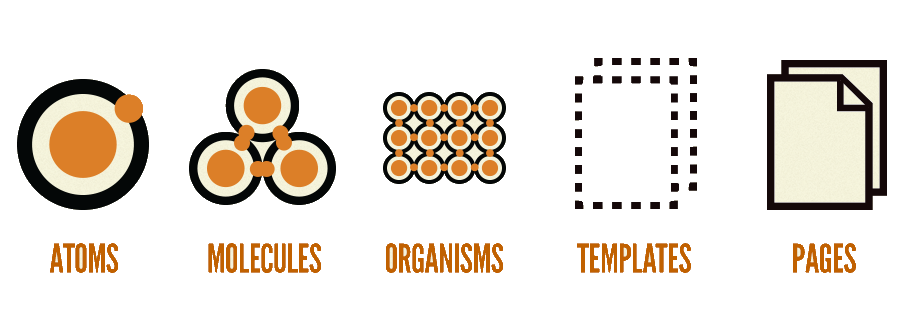 ATOMS MOLECULES ORGANISMS TEMPLATES PAGES